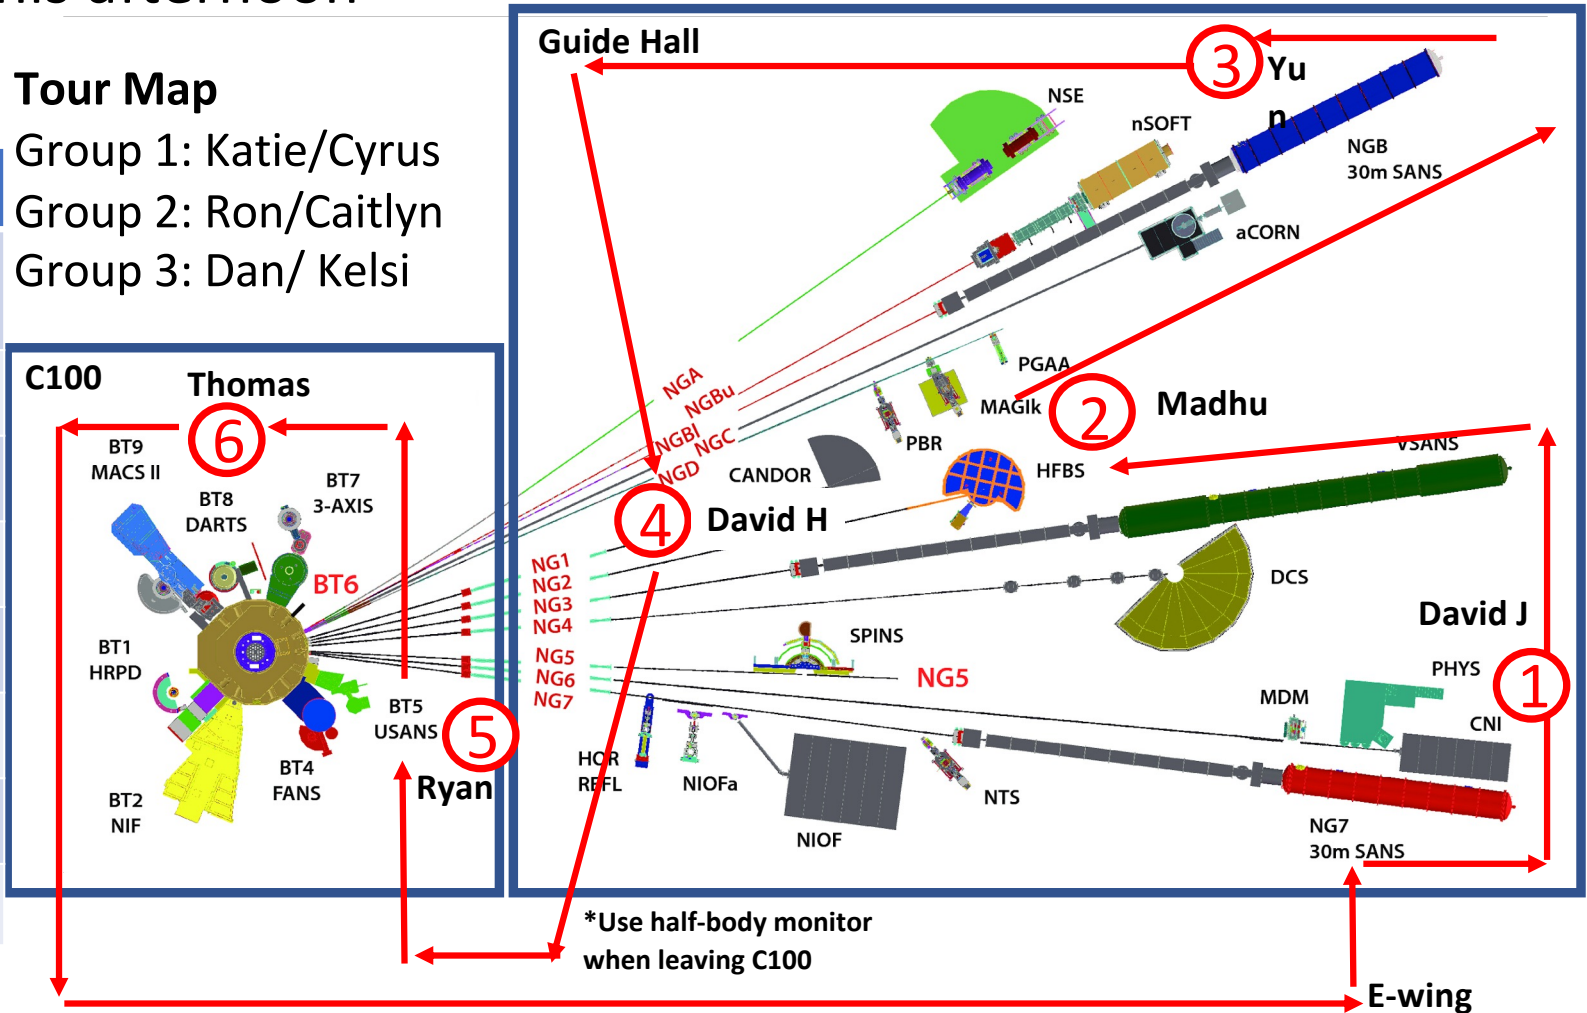 this afternoon
Tour Map
Group 1: Katie/Cyrus
Group 2: Ron/Caitlyn
Group 3: Dan/ Kelsi
Guide Hall
3
Yu
n
NSE
nSOFT
NGB
30m SANS
aCORN
NGA
NGBu
NGBl
NGC
NGD
PGAA
MAGIk
PBR
2
Madhu
CANDOR
HFBS
VSANS
4
David H
NG1
NG2
NG3
NG4
NG5
NG6
NG7
DCS
SPINS
NG5
David J
1
PHYS
MDM
CNI
HOR
REFL
NIOFa
NIOF
NTS
NG7
30m SANS
C100
Thomas
6
BT9
MACS II
BT8
DARTS
BT7
3-AXIS
BT6
BT1
HRPD
BT5
USANS
5
Ryan
BT4
FANS
BT2
NIF
*Use half-body monitor
when leaving C100
E-wing